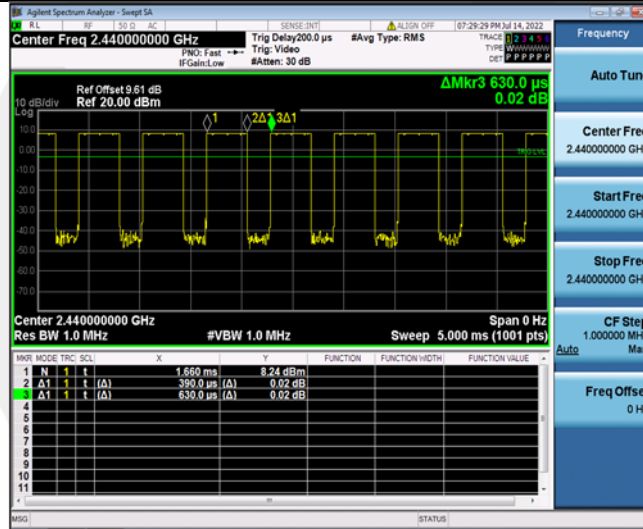 Agilent Spectrum Analyzer - Swept SA
RL RF 50 Ω AC SENSE:INT ALIGN OFF 07:29:29 PM Jul 14, 2022
Center Freq 2.440000000 GHz
PNO: Fast
IFGain:Low
Trig Delay200.0 µs
Trig: Video
#Atten: 30 dB
#Avg Type: RMS
TRACE 1 2 3 4 5 6
TYPE WWWWWW
DET P P P P P P
Ref Offset 9.61 dB
Ref 20.00 dBm
10 dB/div
Log
ΔMkr3 630.0 µs
0.02 dB
1 2Δ1 3Δ1
10.0
0.00
TRIG LVL
-10.0
-20.0
-30.0
-40.0
-50.0
-60.0
-70.0
Center 2.440000000 GHz Span 0 Hz
Res BW 1.0 MHz #VBW 1.0 MHz Sweep 5.000 ms (1001 pts)
MKR MODE TRC SCL X Y FUNCTION FUNCTION WIDTH FUNCTION VALUE
1 N 1 t 1.660 ms 8.24 dBm
2 Δ1 1 t (Δ) 390.0 µs (Δ) 0.02 dB
3 Δ1 1 t (Δ) 630.0 µs (Δ) 0.02 dB
4
5
6
7
8
9
10
11
MSG STATUS
Frequency
Auto Tun
Center Fre
2.440000000 GH
Start Fre
2.440000000 GH
Stop Fre
2.440000000 GH
CF Ste
1.000000 MH
Auto Ma
Freq Offse
0 H